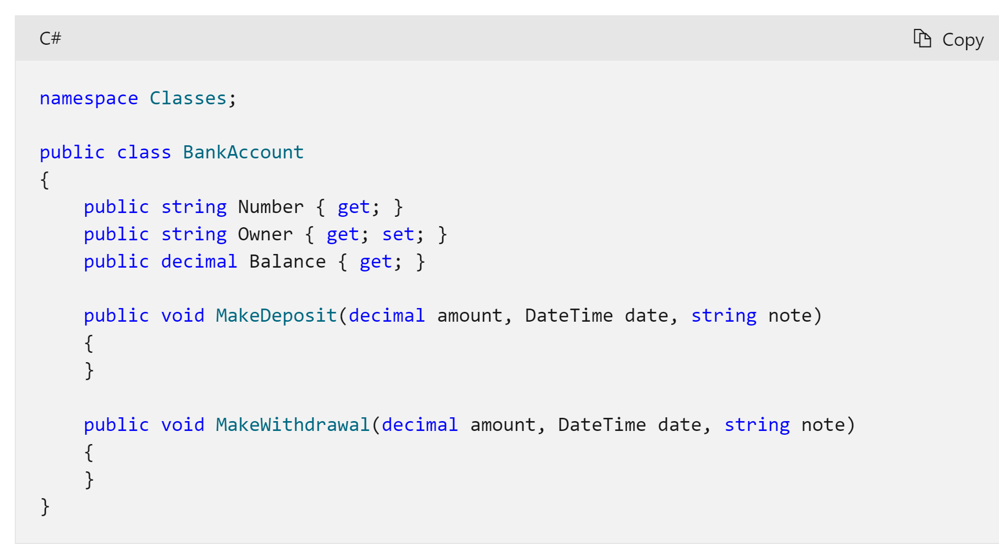 C#
Copy
namespace Classes;
public class BankAccount
{
    public string Number { get; }
    public string Owner { get; set; }
    public decimal Balance { get; }
    public void MakeDeposit(decimal amount, DateTime date, string note)
    {
    }
    public void MakeWithdrawal(decimal amount, DateTime date, string note)
    {
    }
}